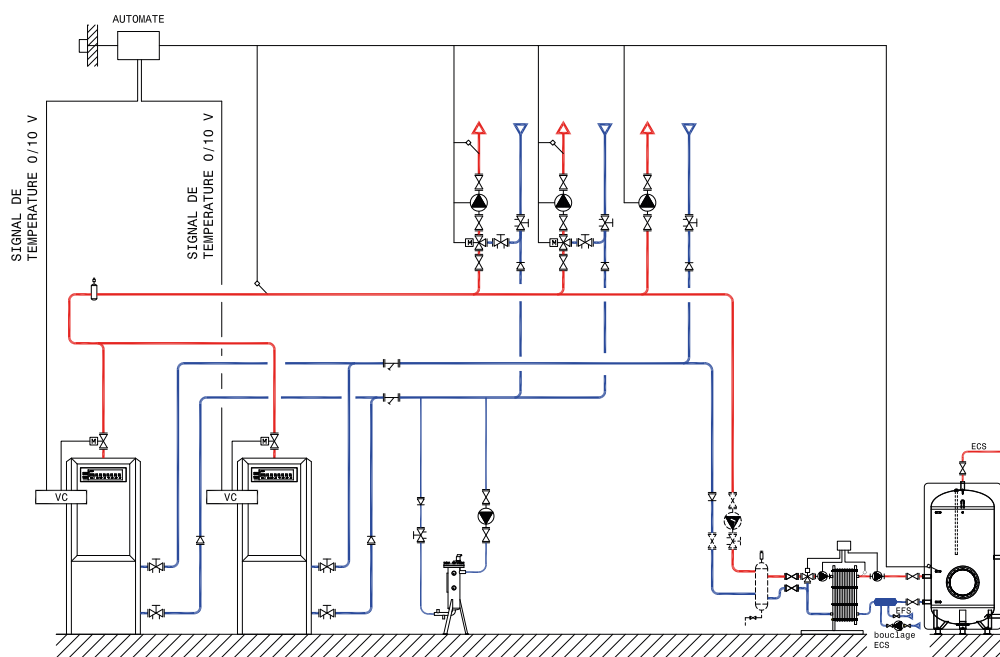 AUTOMATE
SIGNAL DE
TEMPERATURE 0/10 V
SIGNAL DE
TEMPERATURE 0/10 V
M
M
ECS
M
M
VC
VC
EFS
bouclage
ECS